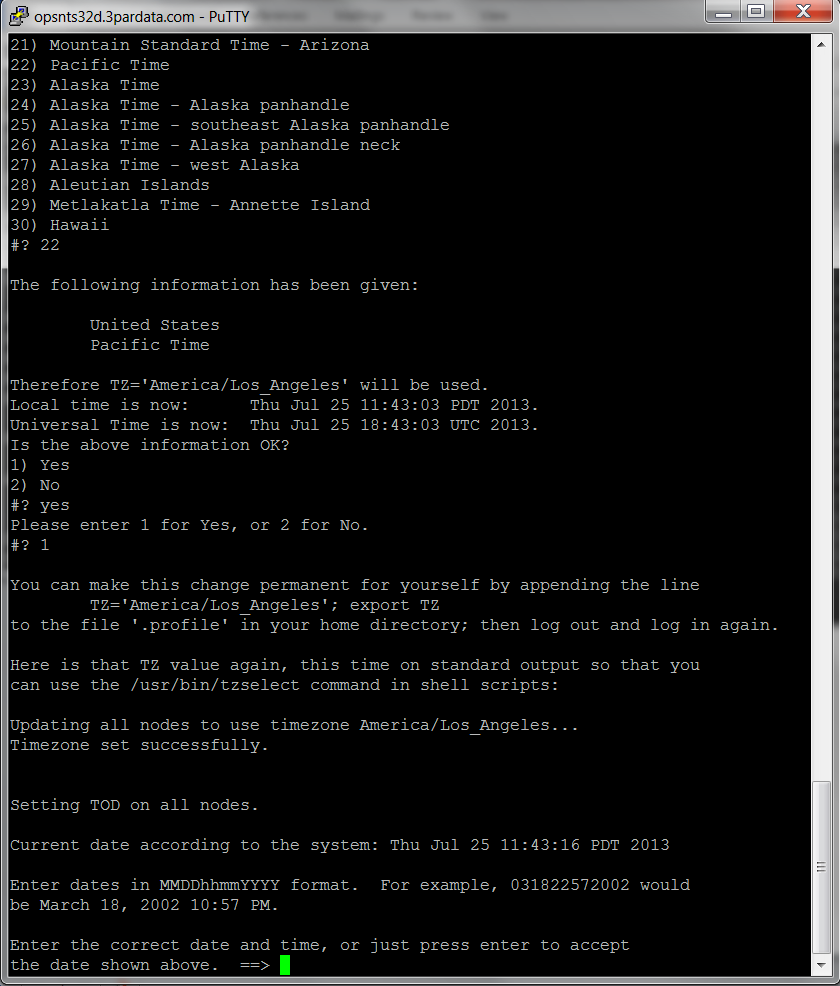 opsnts32d.3pardata.com - PuTTY
21) Mountain Standard Time - Arizona
22) Pacific Time
23) Alaska Time
24) Alaska Time - Alaska panhandle
25) Alaska Time - southeast Alaska panhandle
26) Alaska Time - Alaska panhandle neck
27) Alaska Time - west Alaska
28) Aleutian Islands
29) Metlakatla Time - Annette Island
30) Hawaii
#? 22
The following information has been given:
United States
Pacific Time
Therefore TZ='America/Los_Angeles' will be used.
Local time is now:      Thu Jul 25 11:43:03 PDT 2013.
Universal Time is now:  Thu Jul 25 18:43:03 UTC 2013.
Is the above information OK?
1) Yes
2) No
#? yes
Please enter 1 for Yes, or 2 for No.
#? 1
You can make this change permanent for yourself by appending the line
TZ='America/Los_Angeles'; export TZ
to the file '.profile' in your home directory; then log out and log in again.
Here is that TZ value again, this time on standard output so that you
can use the /usr/bin/tzselect command in shell scripts:
Updating all nodes to use timezone America/Los_Angeles...
Timezone set successfully.
Setting TOD on all nodes.
Current date according to the system: Thu Jul 25 11:43:16 PDT 2013
Enter dates in MMDDhhmmYYYY format.  For example, 031822572002 would
be March 18, 2002 10:57 PM.
Enter the correct date and time, or just press enter to accept
the date shown above.  ==>